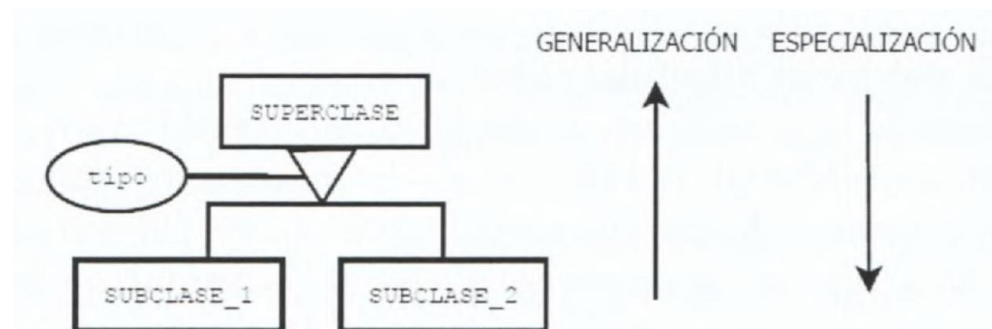 GENERALIZACIÓN ESPECIALIZACIÓN
SUPERCLASE
tipo
SUBCLASE_1 SUBCLASE_2